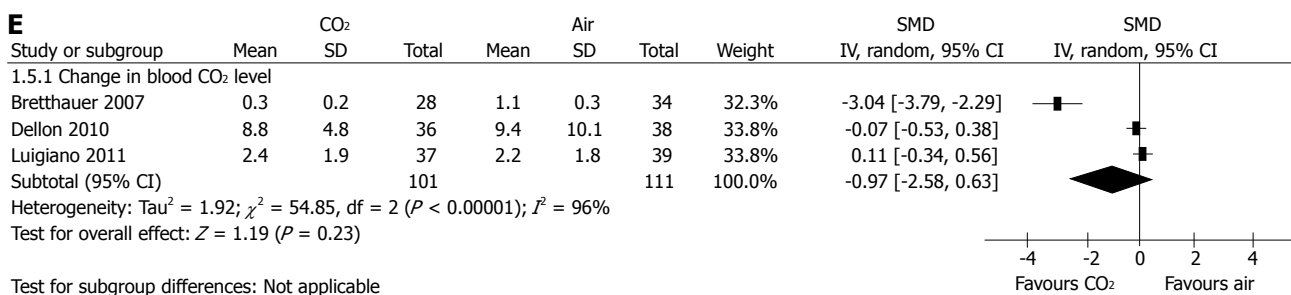 E CO₂ Air SMD SMD
Study or subgroup Mean SD Total Mean SD Total Weight IV, random, 95% CI IV, random, 95% CI
1.5.1 Change in blood CO₂ level
Bretthauer 2007 0.3 0.2 28 1.1 0.3 34 32.3% -3.04 [-3.79, -2.29]
Dellon 2010 8.8 4.8 36 9.4 10.1 38 33.8% -0.07 [-0.53, 0.38]
Luigiano 2011 2.4 1.9 37 2.2 1.8 39 33.8% 0.11 [-0.34, 0.56]
Subtotal (95% CI) 101 111 100.0% -0.97 [-2.58, 0.63]
Heterogeneity: Tau² = 1.92; χ² = 54.85, df = 2 (P < 0.00001); I² = 96%
Test for overall effect: Z = 1.19 (P = 0.23)
-4 -2 0 2 4
Test for subgroup differences: Not applicable Favours CO₂ Favours air